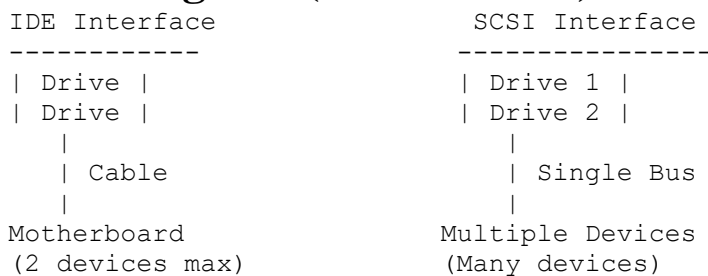 IDE Interface                SCSI Interface
------------                 ----------------
| Drive |                    | Drive 1 |
| Drive |                    | Drive 2 |
   |                            |
   | Cable                      | Single Bus
   |                            |
Motherboard                 Multiple Devices
(2 devices max)             (Many devices)